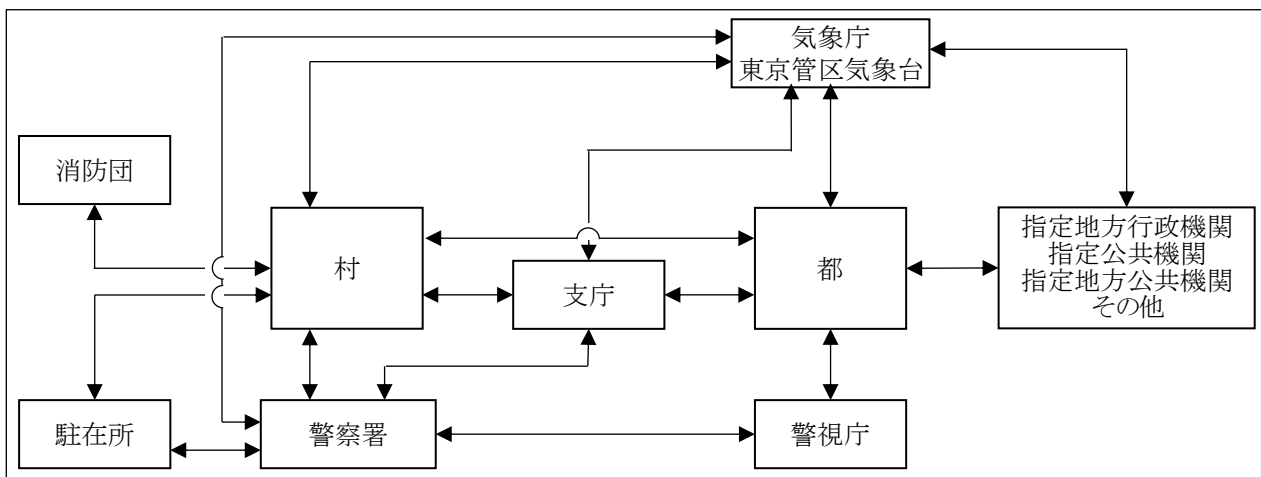 気象庁
東京管区気象台
消防団
村
支庁
都
指定地方行政機関
指定公共機関
指定地方公共機関
その他
駐在所
警察署
警視庁